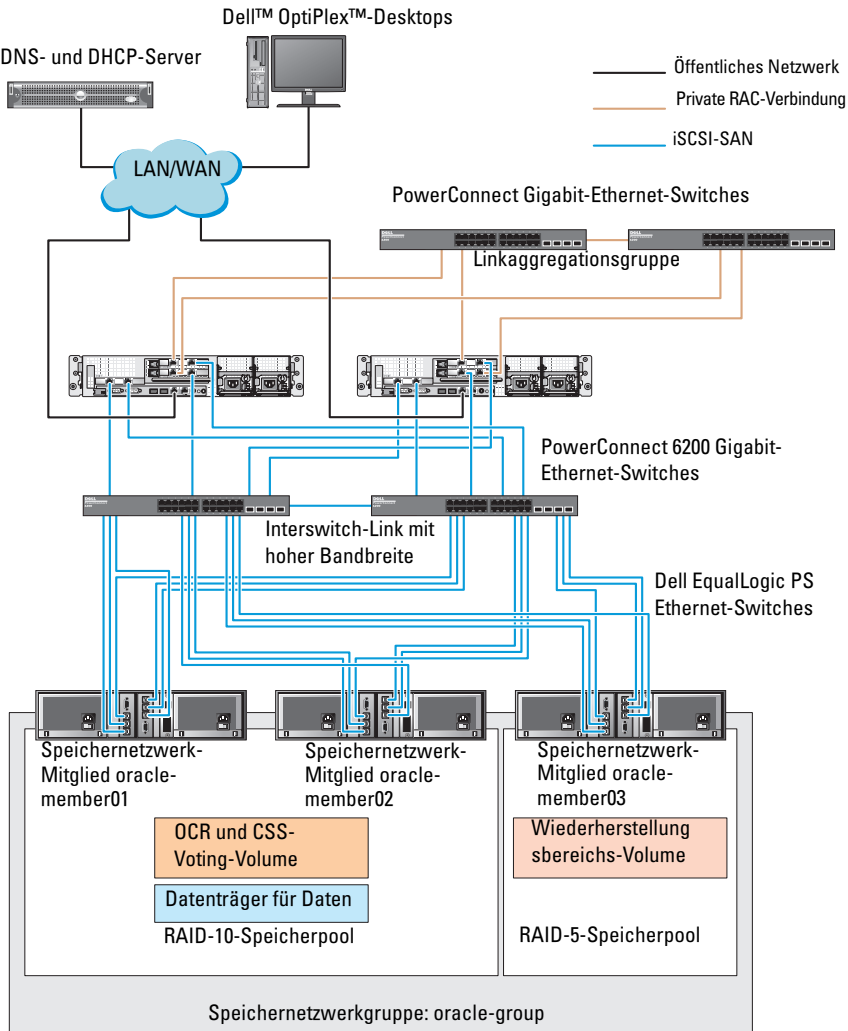 Dell™ OptiPlex™-Desktops
DNS- und DHCP-Server
Öffentliches Netzwerk
Private RAC-Verbindung
iSCSI-SAN
LAN/WAN
PowerConnect Gigabit-Ethernet-Switches
Linkaggregationsgruppe
PowerConnect 6200 Gigabit-
Ethernet-Switches
Interswitch-Link mit
hoher Bandbreite
Dell EqualLogic PS
Ethernet-Switches
Speichernetzwerk-
Mitglied oracle-
member01
Speichernetzwerk-
Mitglied oracle-
member02
Speichernetzwerk-
Mitglied oracle-
member03
OCR und CSS-
Voting-Volume
Wiederherstellung
sbereichs-Volume
Datenträger für Daten
RAID-10-Speicherpool
RAID-5-Speicherpool
Speichernetzwerkgruppe: oracle-group